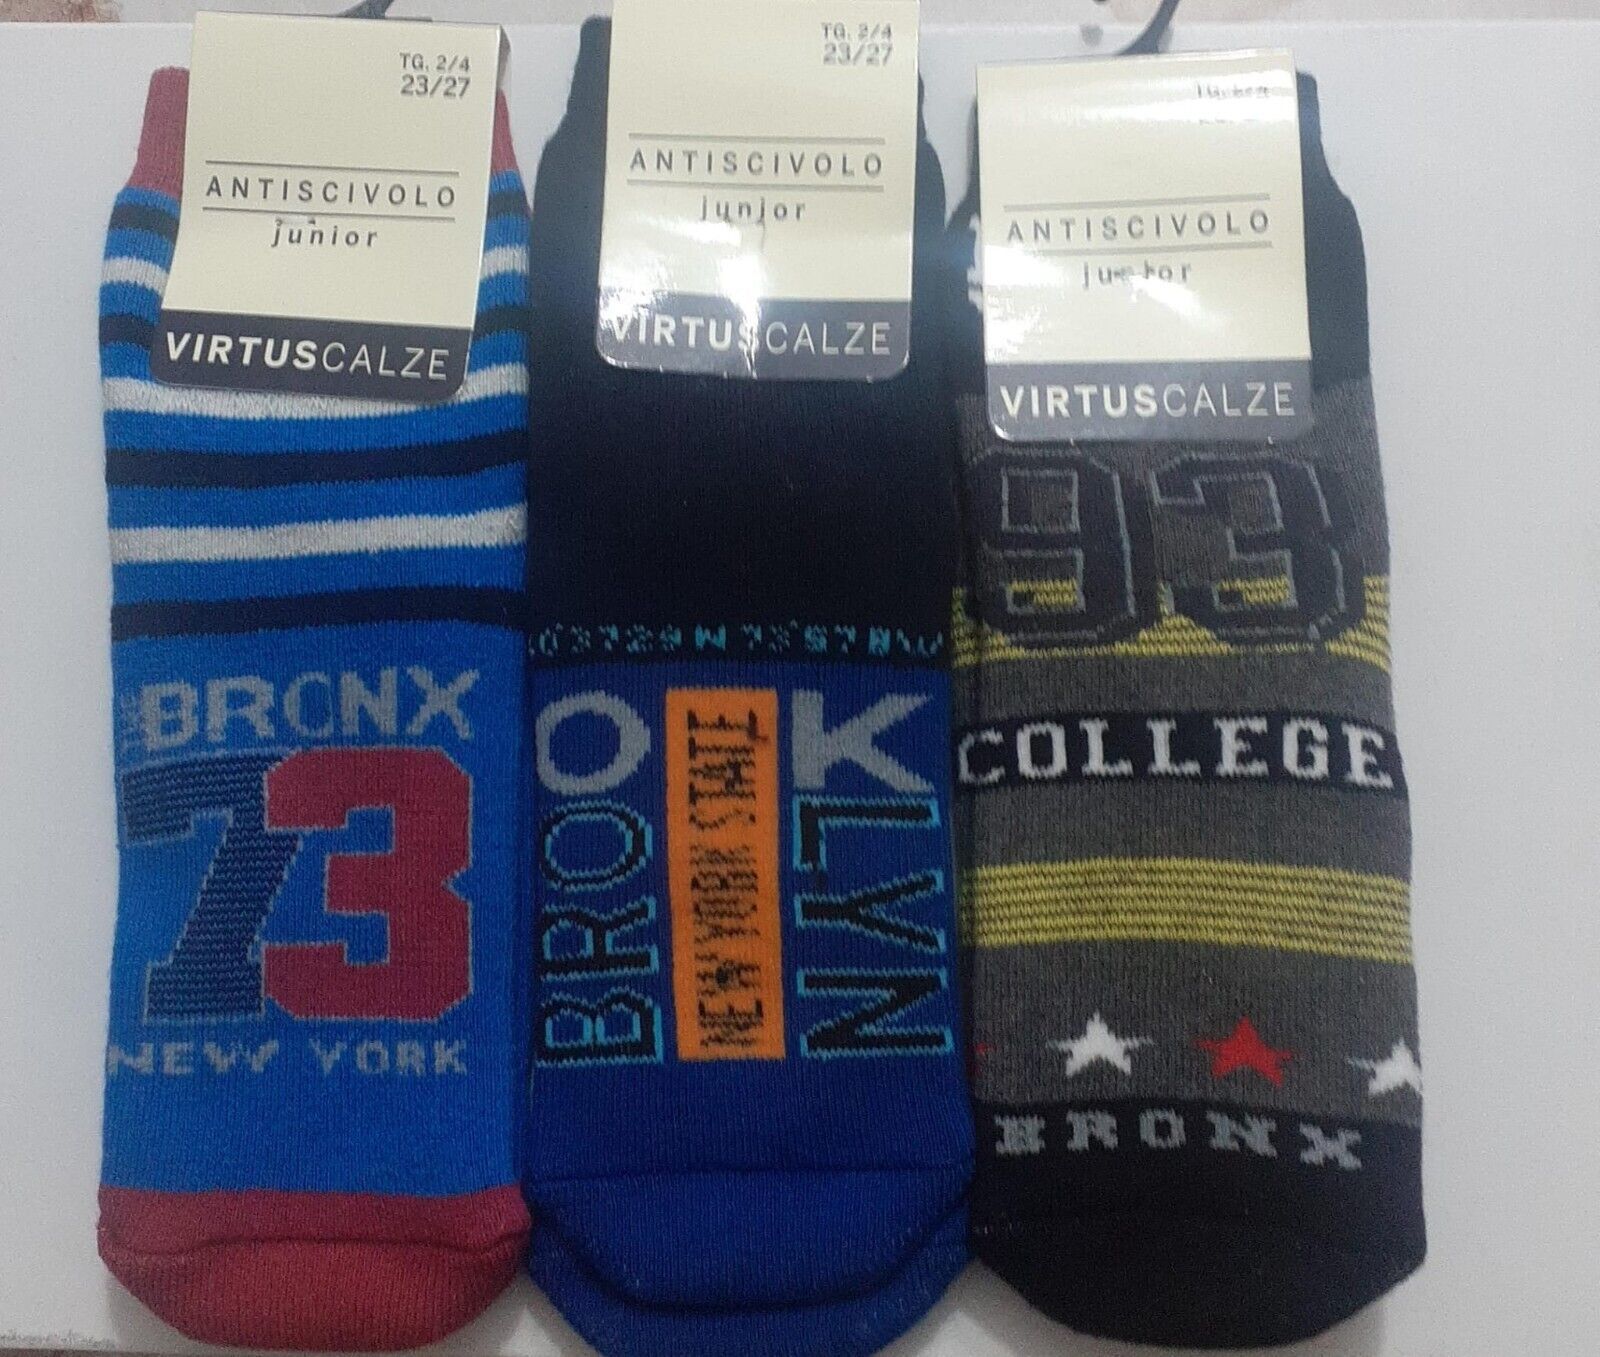 TG. 2/4
23/27
ANTISCIVOLO
junior
VIRTUSCALZE
THE BRONX
73
NEW YORK
TG. 2/4
23/27
ANTISCIVOLO
junior
VIRTUSCALZE
BROOKLYN
NEW YORK STATE
ANTISCIVOLO
junior
VIRTUSCALZE
93
COLLEGE
BRONX